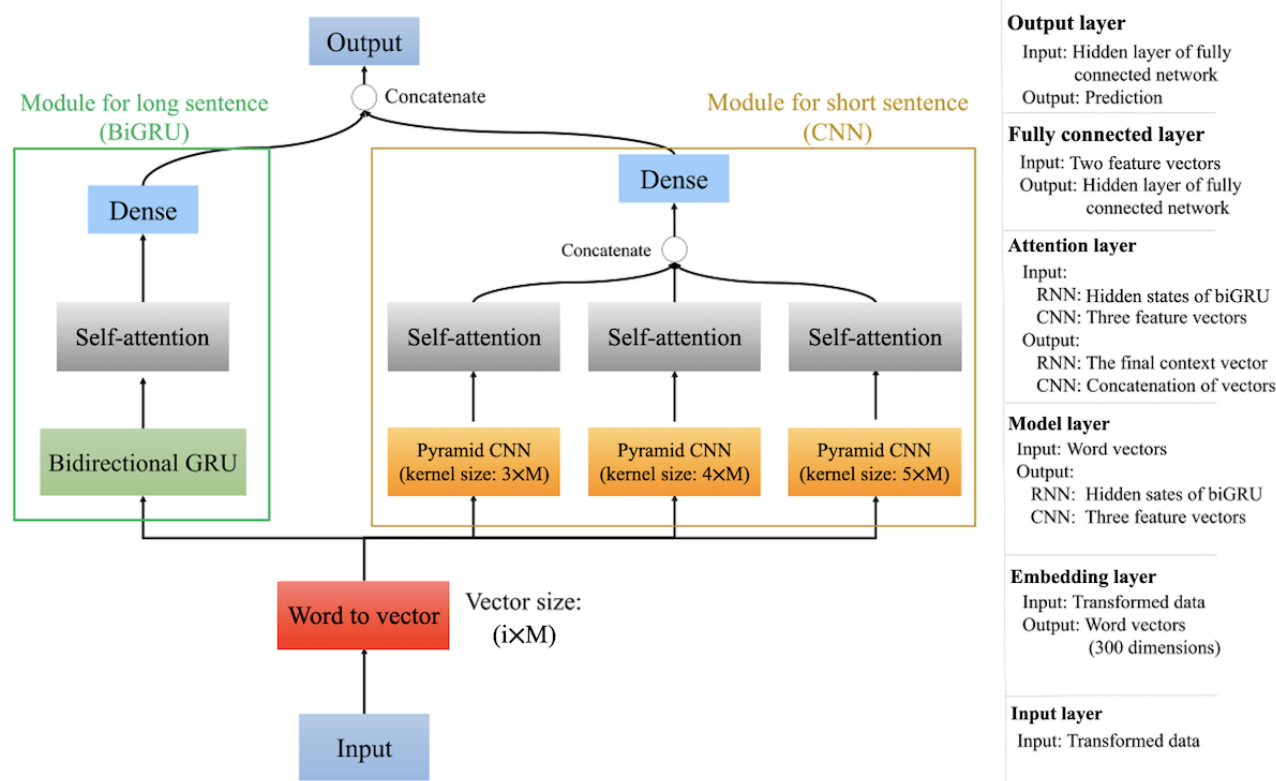 Output
Concatenate
Module for long sentence
(BiGRU)
Module for short sentence
(CNN)
Dense
Dense
Concatenate
Self-attention
Self-attention
Self-attention
Self-attention
Bidirectional GRU
Pyramid CNN
(kernel size: 3×M)
Pyramid CNN
(kernel size: 4×M)
Pyramid CNN
(kernel size: 5×M)
Word to vector
Vector size:
(i×M)
Input
Output layer
Input: Hidden layer of fully
connected network
Output: Prediction
Fully connected layer
Input: Two feature vectors
Output: Hidden layer of fully
connected network
Attention layer
Input:
RNN: Hidden states of biGRU
CNN: Three feature vectors
Output:
RNN: The final context vector
CNN: Concatenation of vectors
Model layer
Input: Word vectors
Output:
RNN: Hidden sates of biGRU
CNN: Three feature vectors
Embedding layer
Input: Transformed data
Output: Word vectors
(300 dimensions)
Input layer
Input: Transformed data